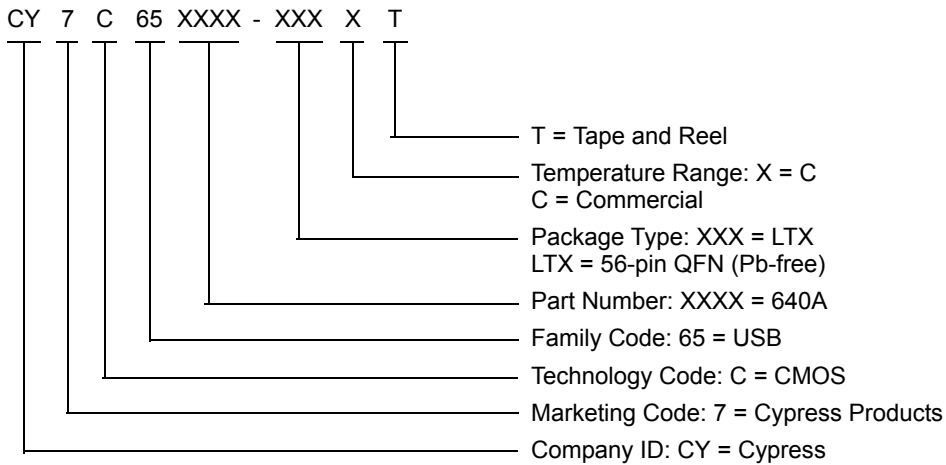 CY 7 C 65 XXXX - XXX X T
T = Tape and Reel
Temperature Range: X = C
C = Commercial
Package Type: XXX = LTX
LTX = 56-pin QFN (Pb-free)
Part Number: XXXX = 640A
Family Code: 65 = USB
Technology Code: C = CMOS
Marketing Code: 7 = Cypress Products
Company ID: CY = Cypress